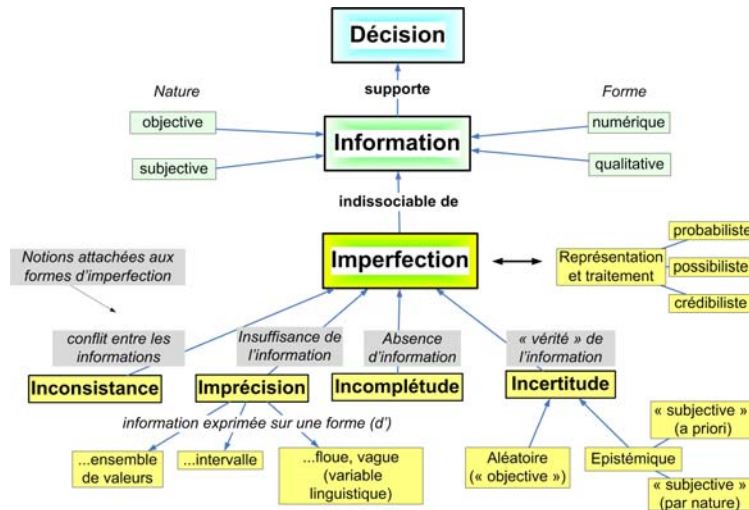 Décision
supporte
Nature
Forme
objective
numérique
Information
subjective
qualitative
indissociable de
probabiliste
Notions attachées aux
formes d'imperfection
Imperfection
Représentation
et traitement
possibiliste
crédibiliste
conflit entre les
informations
Insuffisance de
l'information
Absence
d'information
« vérité » de
l'information
Inconsistance
Imprécision
Incomplétude
Incertitude
information exprimée sur une forme (d')
...ensemble
de valeurs
...intervalle
...floue, vague
(variable
linguistique)
Aléatoire
(« objective »)
Epistémique
« subjective »
(a priori)
« subjective »
(par nature)